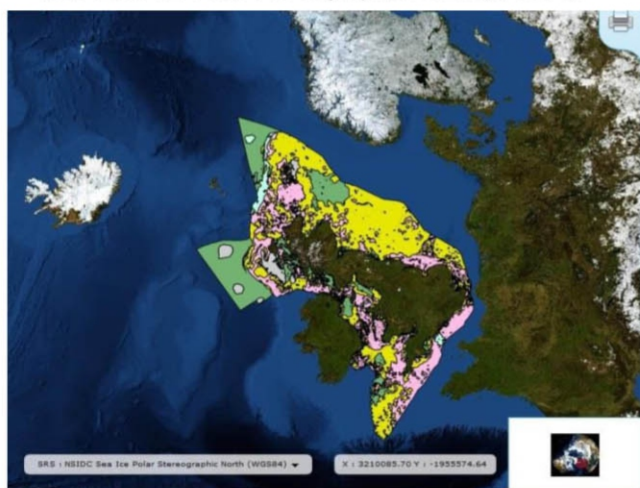 SRS : NSIDC Sea Ice Polar Stereographic North (WGS84)
X : 3210085.70 Y : -1955574.64